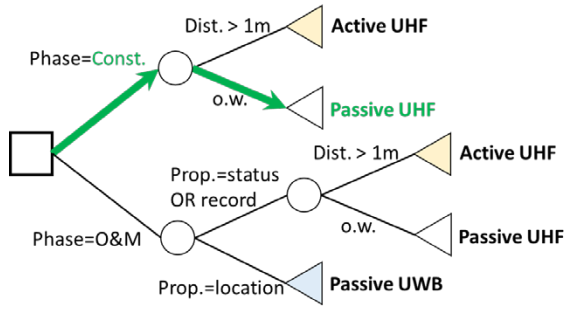 Dist. > 1m
Active UHF
Phase=Const.
o.w.
Passive UHF
Dist. > 1m
Active UHF
Prop.=status
OR record
o.w.
Passive UHF
Phase=O&M
Prop.=location
Passive UWB